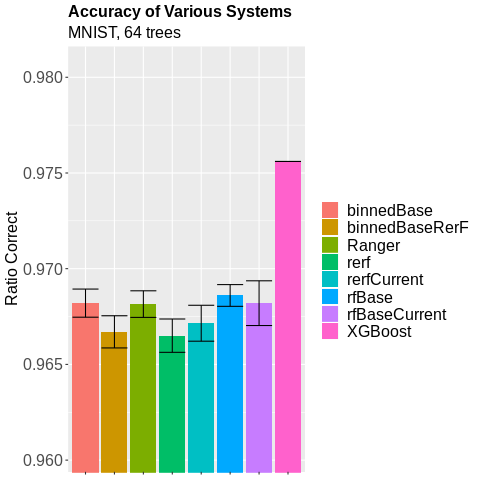 Accuracy of Various Systems
MNIST, 64 trees
0.980
0.975
0.970
0.965
0.960
Ratio Correct
binnedBase
binnedBaseRerF
Ranger
rerf
rerfCurrent
rfBase
rfBaseCurrent
XGBoost